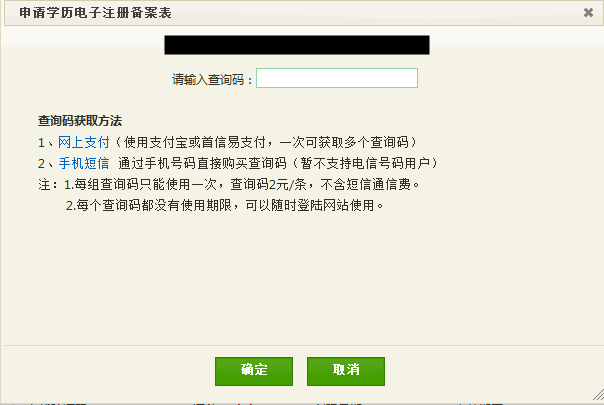 申请学历电子注册备案表
请输入查询码：
查询码获取方法
1、网上支付（使用支付宝或首信易支付，一次可获取多个查询码）
2、手机短信 通过手机号码直接购买查询码（暂不支持电信号码用户）
注：1.每组查询码只能使用一次，查询码2元/条，不含短信通信费。
2.每个查询码都没有使用期限，可以随时登陆网站使用。
确定 取消